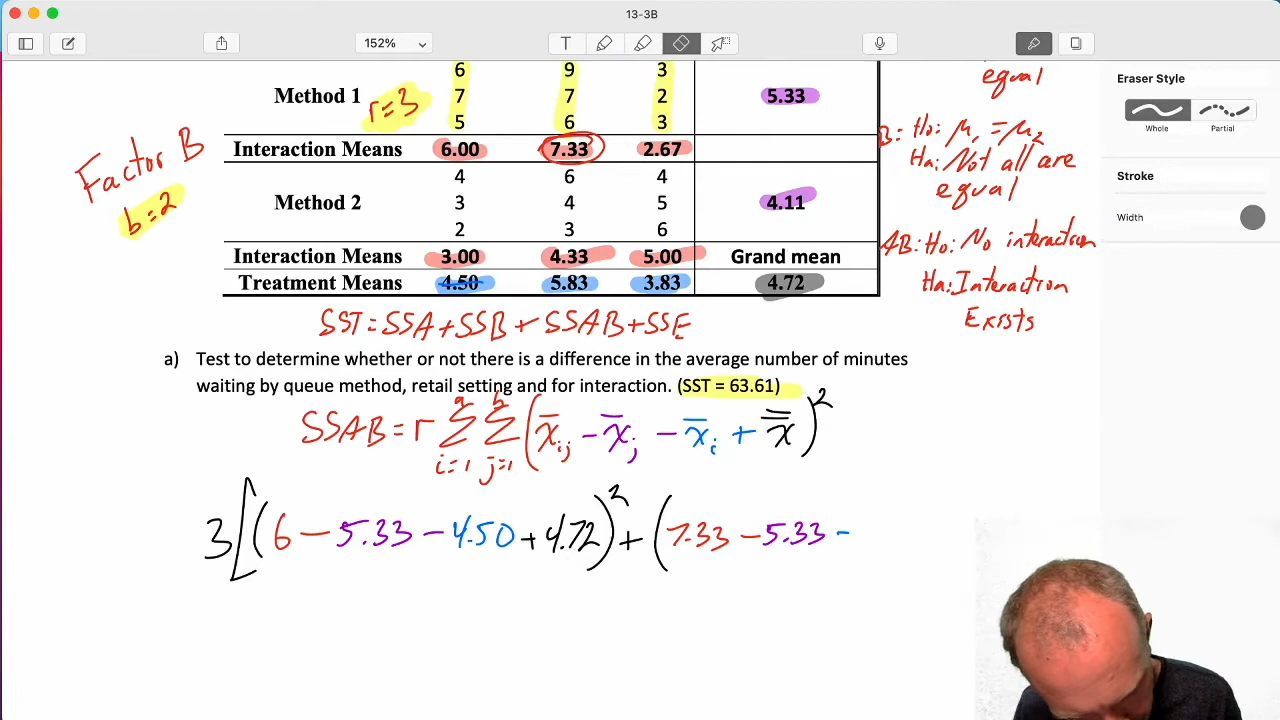 13-3B
152%
T
Eraser Style
Whole Partial
Stroke
Width
6 9 3
Method 1 7 7 2 5.33
r=3
5 6 3
Interaction Means 6.00 7.33 2.67
4 6 4
Method 2 3 4 5 4.11
2 3 6
Interaction Means 3.00 4.33 5.00 Grand mean
Treatment Means 4.50 5.83 3.83 4.72
Factor B
b=2
equal
B: Ho: μ₁ = μ₂
Ha: Not all are
equal
AB: Ho: No interaction
Ha: Interaction
Exists
SST = SSA + SSB + SSAB + SSE
a) Test to determine whether or not there is a difference in the average number of minutes
waiting by queue method, retail setting and for interaction. (SST = 63.61)
SSAB = r ∑_{i=1}^{a} ∑_{j=1}^{b} (x̄ᵢⱼ - x̄ⱼ - x̄ᵢ + x̿)²
3[(6 - 5.33 - 4.50 + 4.72)² + (7.33 - 5.33 -